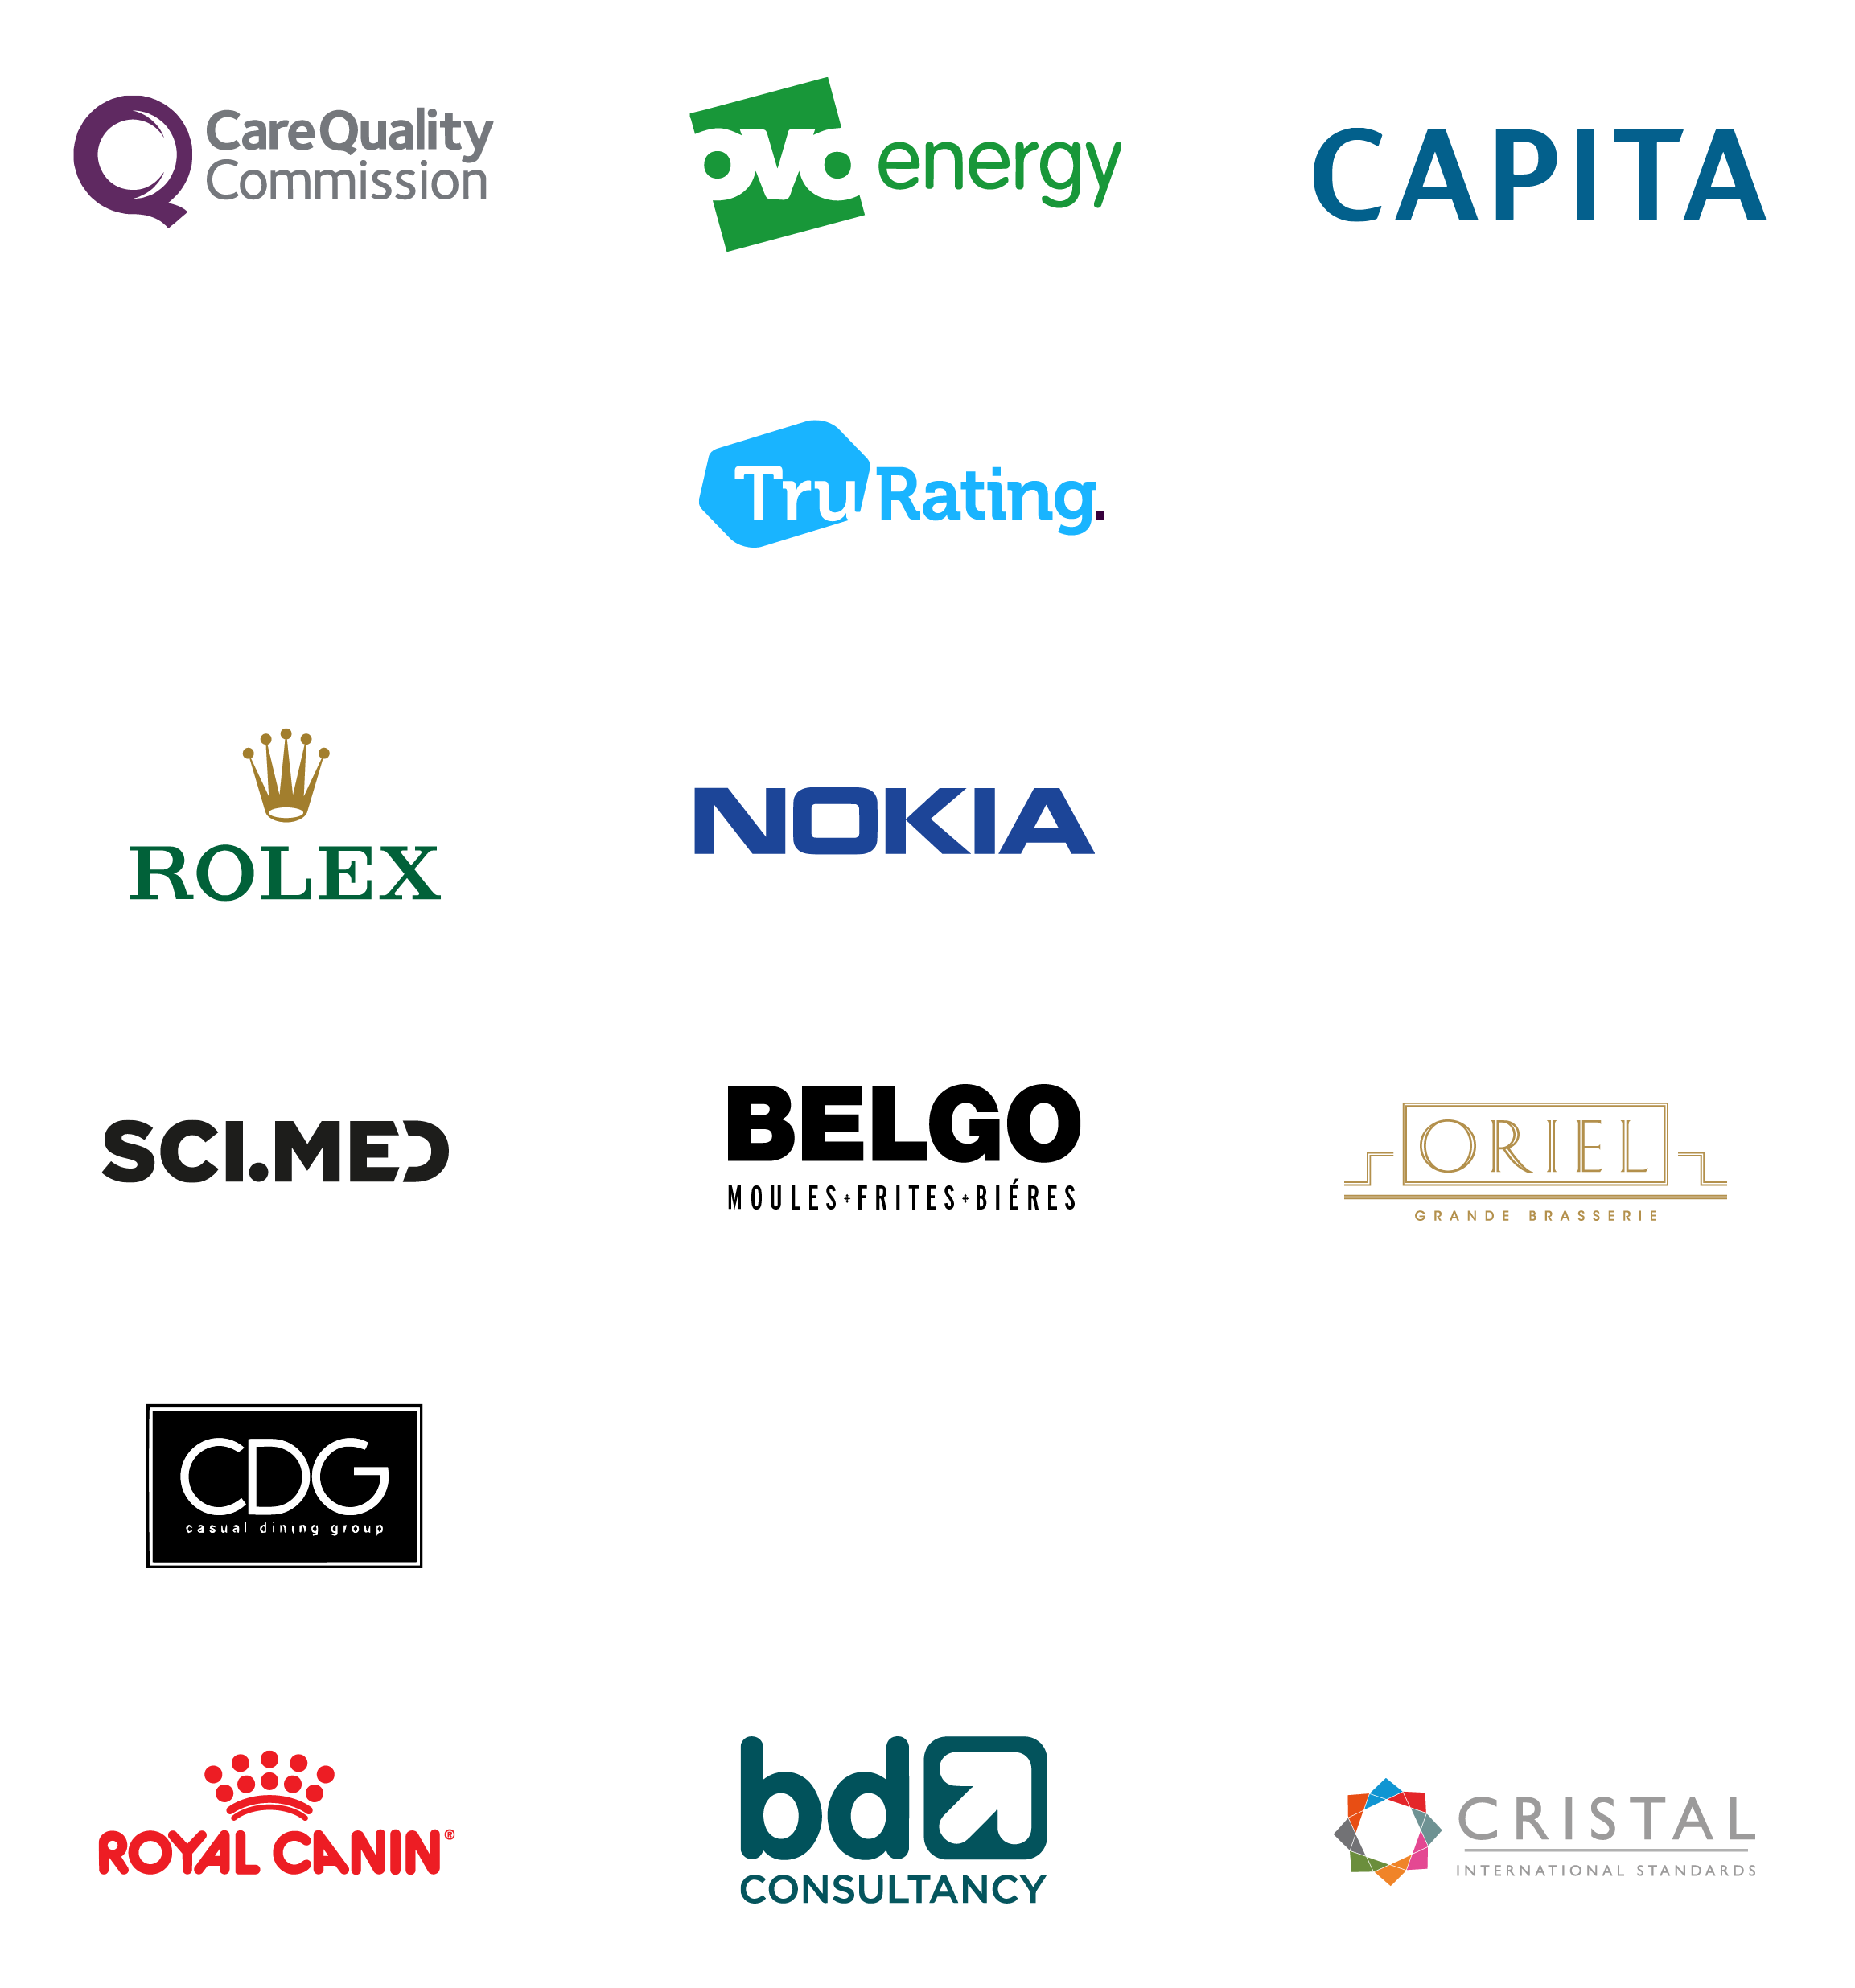 CareQuality
Commission
ovo energy
CAPITA
TruRating.
ROLEX
NOKIA
SCI.MED
BELGO
MOULES+FRITES+BIÉRES
ORIEL
GRANDE BRASSERIE
CDG
casual dining group
ROYAL CANIN®
bda
CONSULTANCY
CRISTAL
INTERNATIONAL STANDARDS